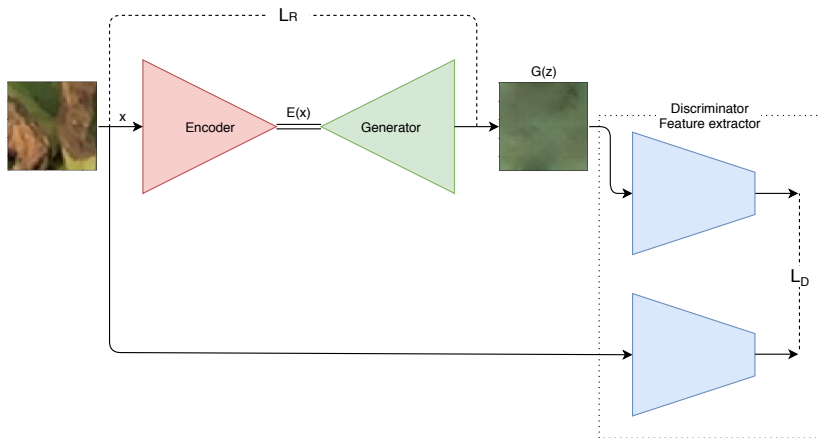 LR
G(z)
Discriminator
Feature extractor
x
Encoder
E(x)
Generator
LD